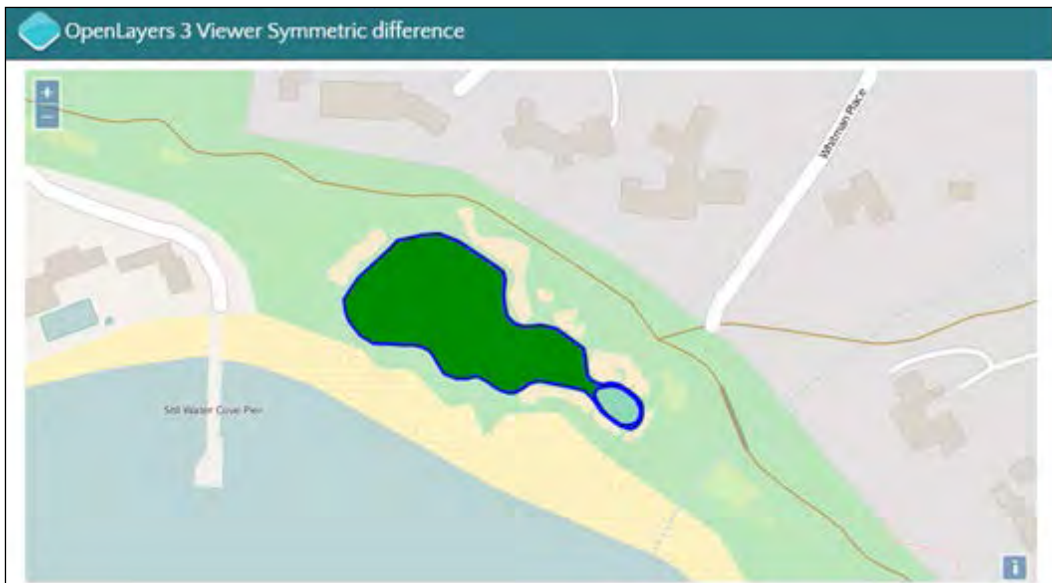 OpenLayers 3 Viewer Symmetric difference
+
−
Whitman Place
Still Water Cove Pier
i